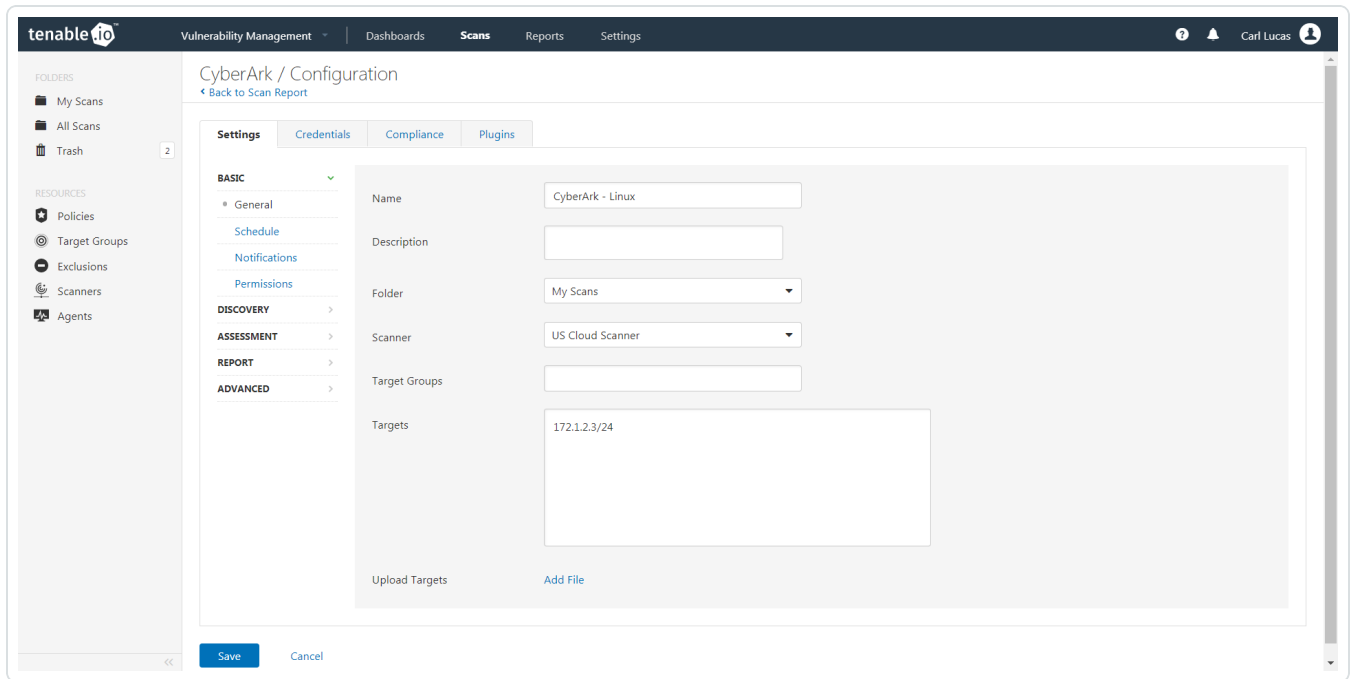 tenable.io™
Vulnerability Management
Dashboards
Scans
Reports
Settings
Carl Lucas
FOLDERS
My Scans
All Scans
Trash
2
RESOURCES
Policies
Target Groups
Exclusions
Scanners
Agents
CyberArk / Configuration
Back to Scan Report
Settings
Credentials
Compliance
Plugins
BASIC
General
Schedule
Notifications
Permissions
DISCOVERY
ASSESSMENT
REPORT
ADVANCED
Name
CyberArk - Linux
Description
Folder
My Scans
Scanner
US Cloud Scanner
Target Groups
Targets
172.1.2.3/24
Upload Targets
Add File
Save
Cancel